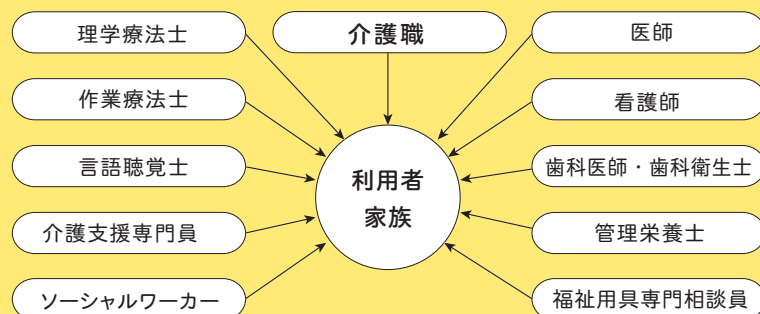 理学療法士
介護職
医師
作業療法士
看護師
言語聴覚士
利用者
家族
歯科医師・歯科衛生士
介護支援専門員
管理栄養士
ソーシャルワーカー
福祉用具専門相談員